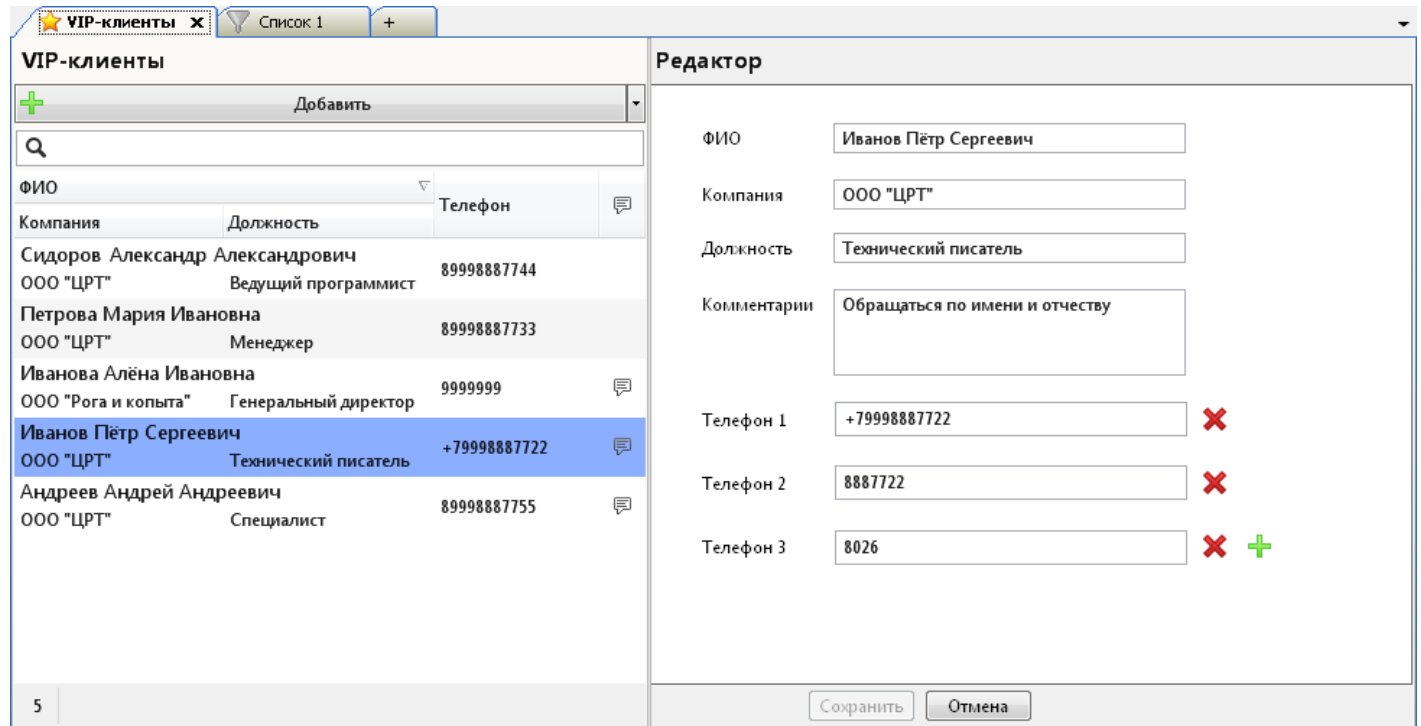 VIP-клиенты x Список 1 +
VIP-клиенты
Добавить
ФИО
Компания Должность Телефон
Сидоров Александр Александрович
ООО "ЦРТ" Ведущий программист 89998887744
Петрова Мария Ивановна
ООО "ЦРТ" Менеджер 89998887733
Иванова Алёна Ивановна
ООО "Рога и копыта" Генеральный директор 9999999
Иванов Пётр Сергеевич
ООО "ЦРТ" Технический писатель +79998887722
Андреев Андрей Андреевич
ООО "ЦРТ" Специалист 89998887755
5
Редактор
ФИО Иванов Пётр Сергеевич
Компания ООО "ЦРТ"
Должность Технический писатель
Комментарии Обращаться по имени и отчеству
Телефон 1 +79998887722
Телефон 2 8887722
Телефон 3 8026
Сохранить Отмена